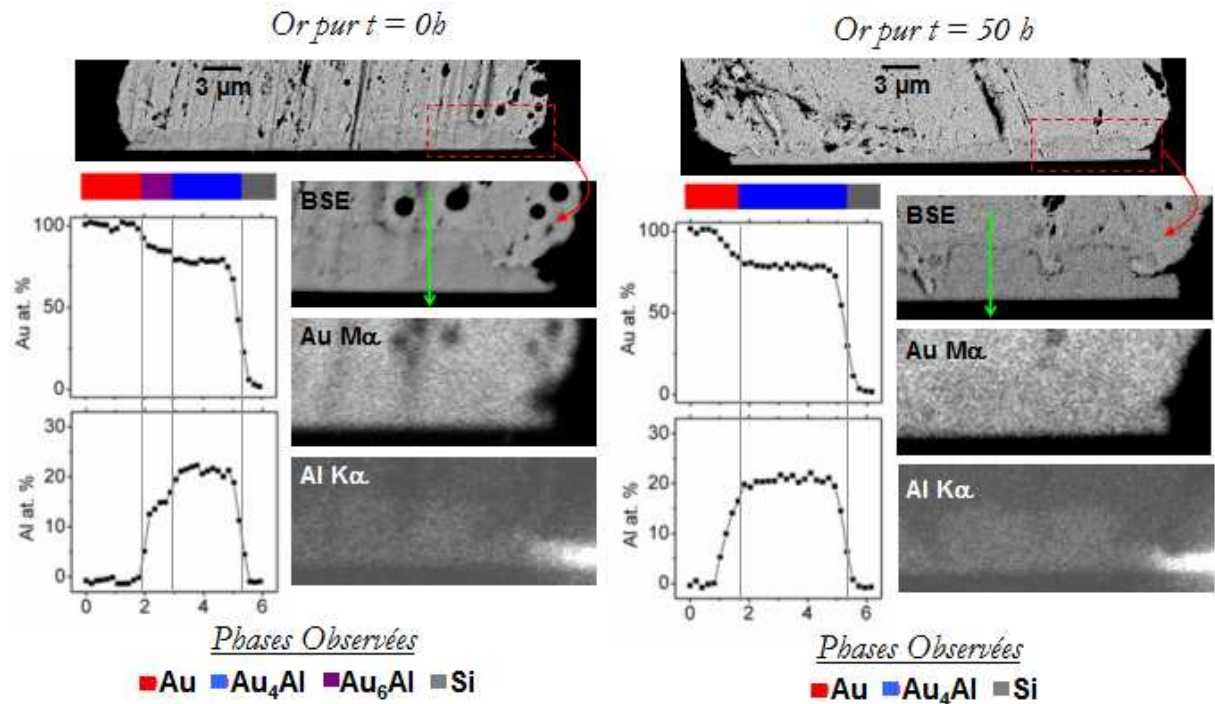 Or pur t = 0h
3 µm
BSE
Au Mα
Al Kα
Au at. %
100
50
0
Al at. %
30
20
10
0
0 2 4 6
Phases Observées
Au Au₄Al Au₆Al Si
Or pur t = 50 h
3 µm
BSE
Au Mα
Al Kα
Au at. %
100
50
0
Al at. %
30
20
10
0
0 2 4 6
Phases Observées
Au Au₄Al Si